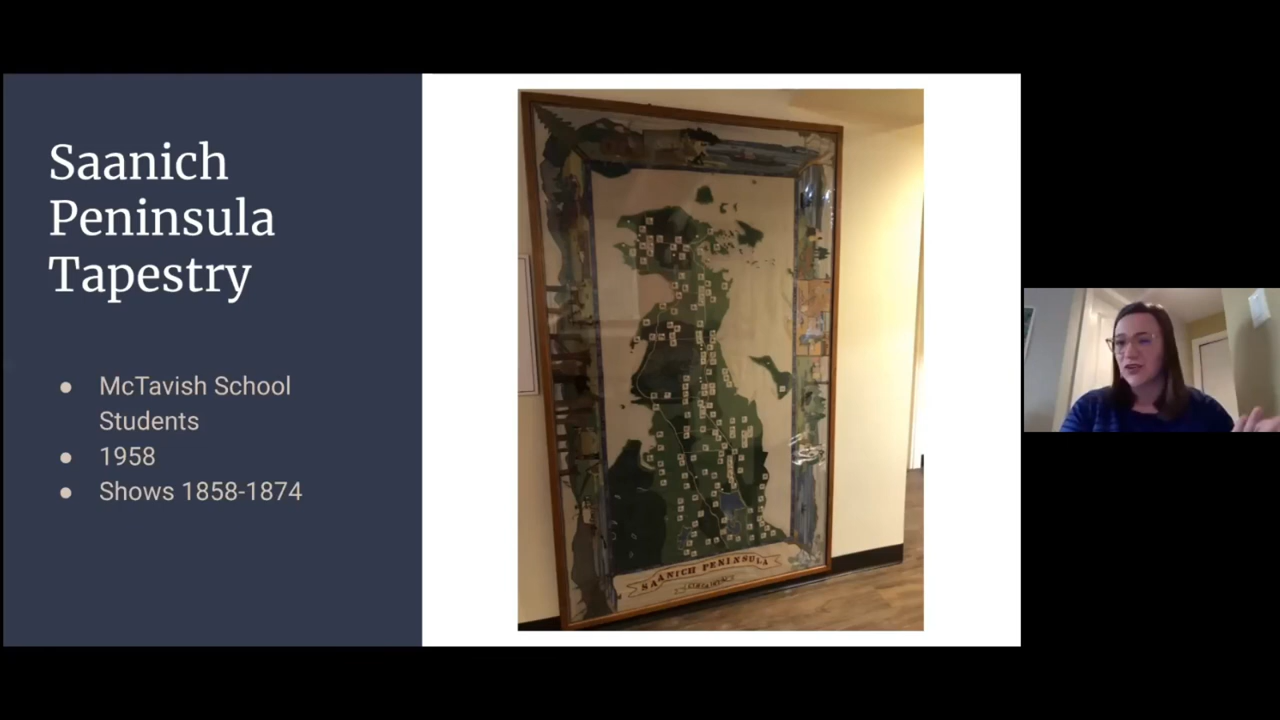 Saanich
Peninsula
Tapestry
● McTavish School
Students
● 1958
● Shows 1858-1874
SAANICH PENINSULA